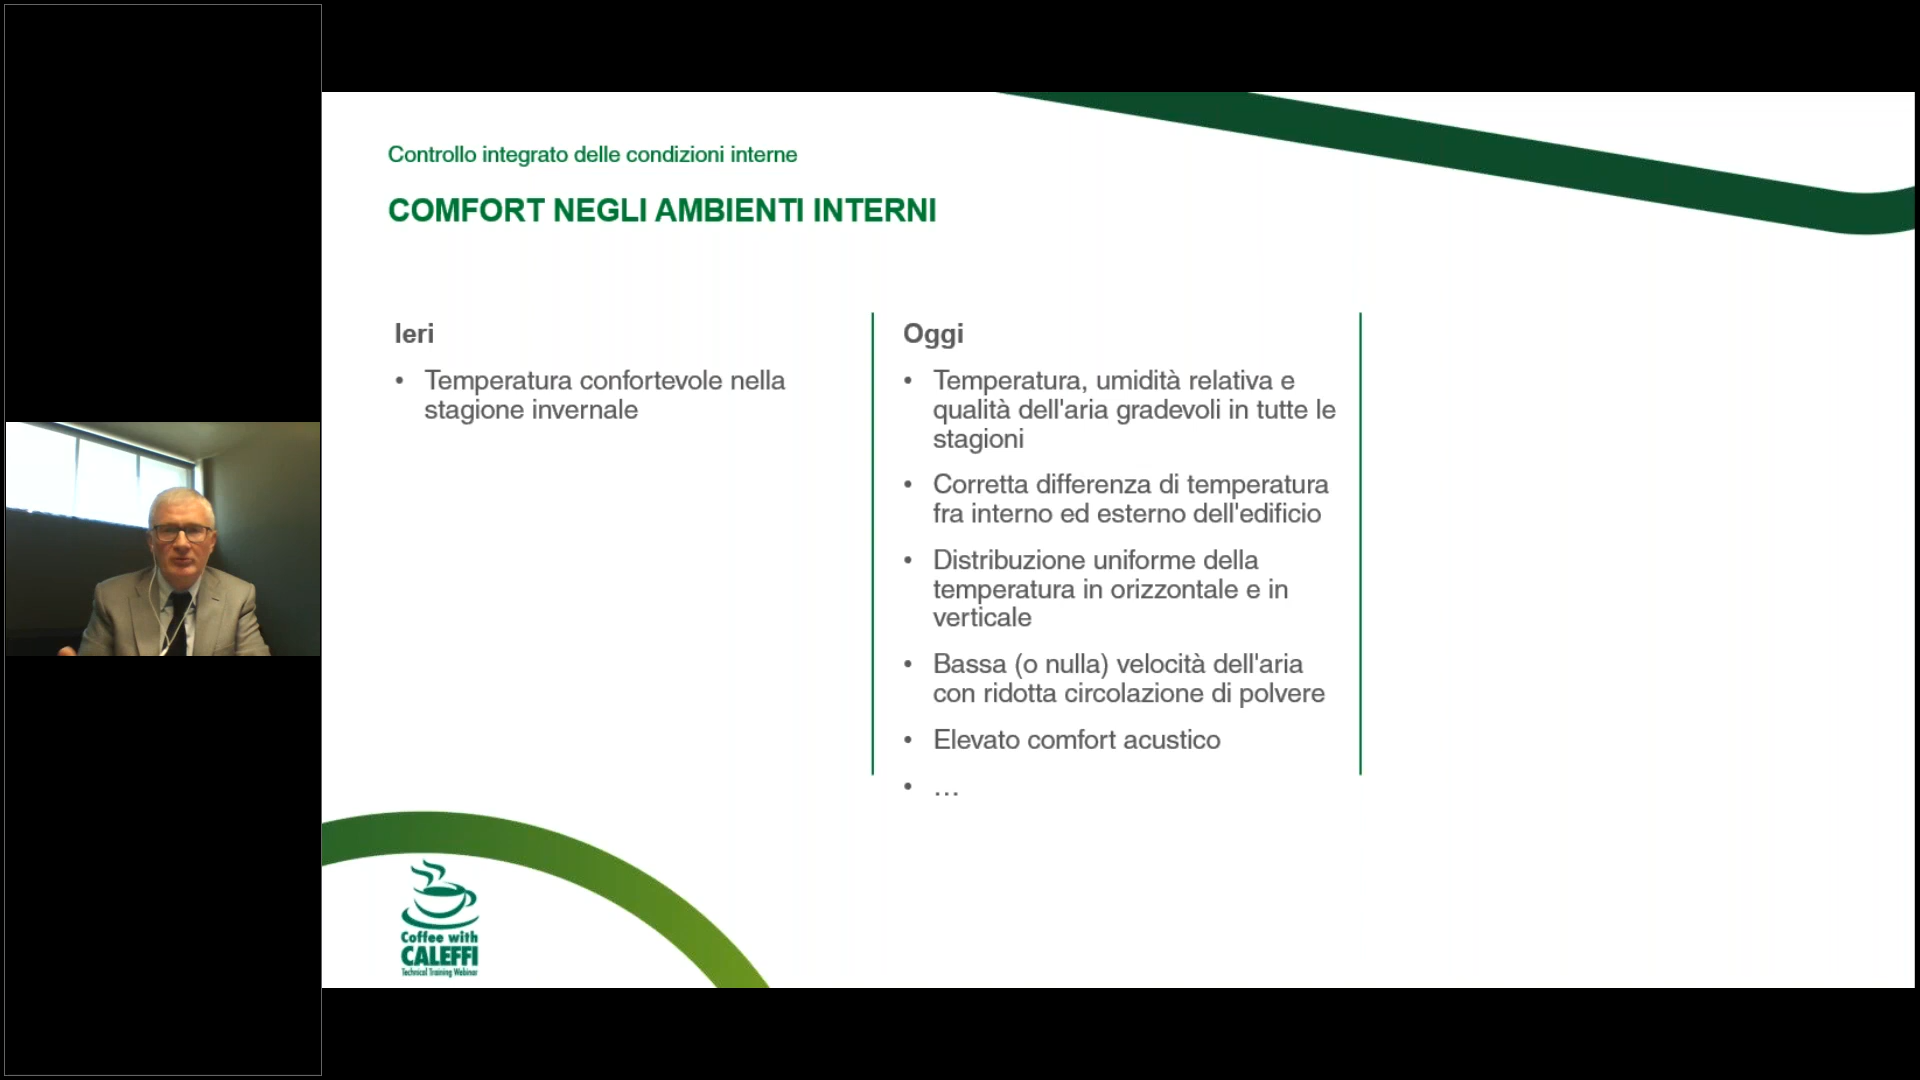 Controllo integrato delle condizioni interne
COMFORT NEGLI AMBIENTI INTERNI
Ieri
• Temperatura confortevole nella
stagione invernale
Oggi
• Temperatura, umidità relativa e
qualità dell'aria gradevoli in tutte le
stagioni
• Corretta differenza di temperatura
fra interno ed esterno dell'edificio
• Distribuzione uniforme della
temperatura in orizzontale e in
verticale
• Bassa (o nulla) velocità dell'aria
con ridotta circolazione di polvere
• Elevato comfort acustico
• …
Coffee with
CALEFFI
Technical Training Webinar